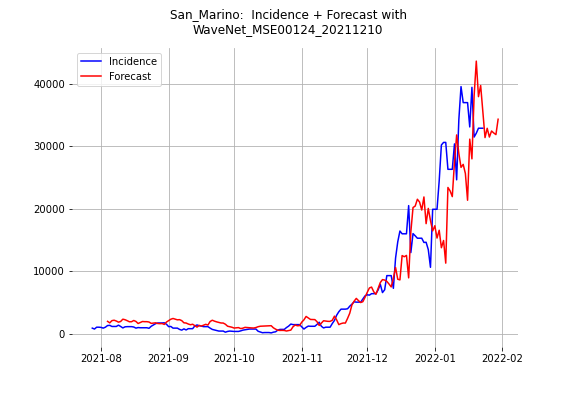 San_Marino:  Incidence + Forecast with
WaveNet_MSE00124_20211210
Incidence
Forecast
40000
30000
20000
10000
0
2021-08 2021-09 2021-10 2021-11 2021-12 2022-01 2022-02